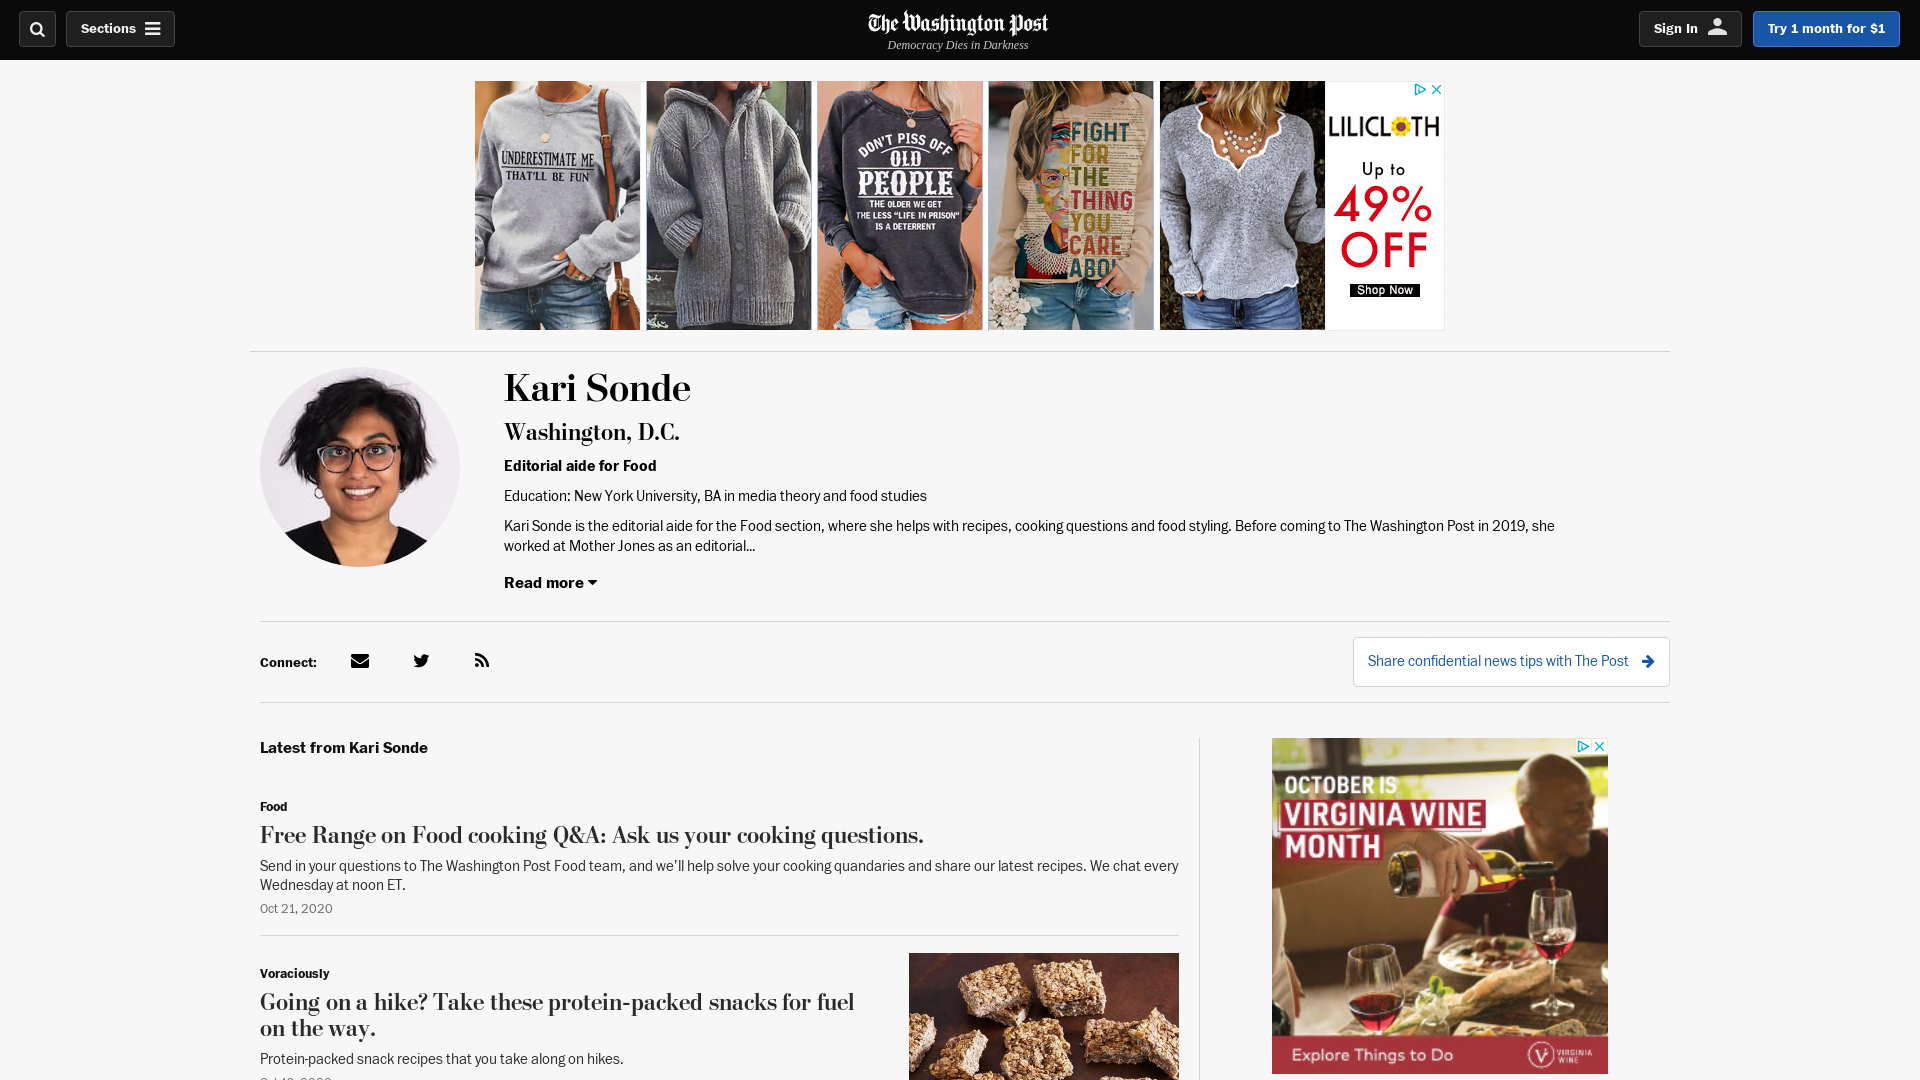 Sections
The Washington Post
Democracy Dies in Darkness
Sign In
Try 1 month for $1
UNDERESTIMATE ME
THAT'LL BE FUN
DON'T PISS OFF
OLD
PEOPLE
THE OLDER WE GET
THE LESS "LIFE IN PRISON"
IS A DETERRENT
FIGHT
FOR
THE
THING
YOU
CARE
ABOU
LILICLOTH
Up to
49%
OFF
Shop Now
Kari Sonde
Washington, D.C.
Editorial aide for Food
Education: New York University, BA in media theory and food studies
Kari Sonde is the editorial aide for the Food section, where she helps with recipes, cooking questions and food styling. Before coming to The Washington Post in 2019, she
worked at Mother Jones as an editorial...
Read more
Connect:
Share confidential news tips with The Post
Latest from Kari Sonde
Food
Free Range on Food cooking Q&A: Ask us your cooking questions.
Send in your questions to The Washington Post Food team, and we'll help solve your cooking quandaries and share our latest recipes. We chat every
Wednesday at noon ET.
Oct 21, 2020
Voraciously
Going on a hike? Take these protein-packed snacks for fuel
on the way.
Protein-packed snack recipes that you take along on hikes.
OCTOBER IS
VIRGINIA WINE
MONTH
Explore Things to Do
VIRGINIA
WINE